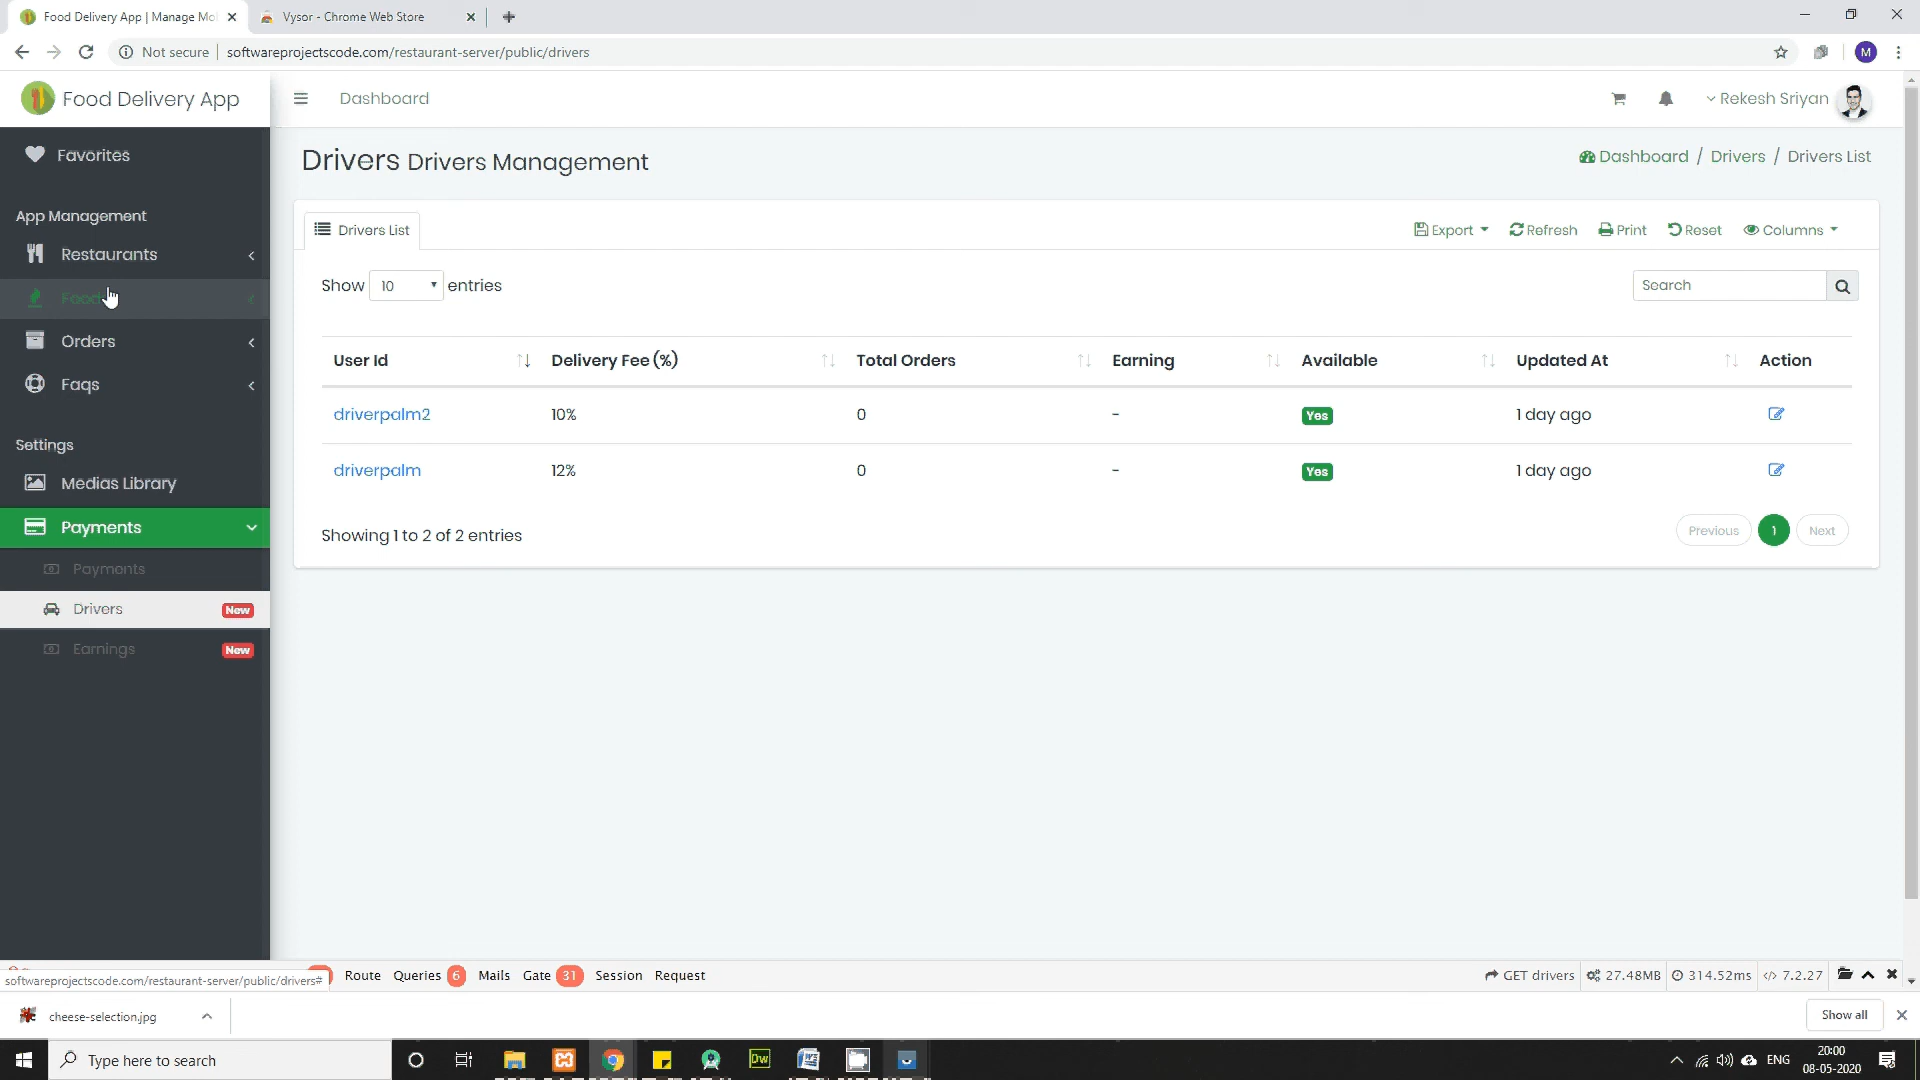 Food Delivery App | Manage Mo
Vysor - Chrome Web Store
Not secure
softwareprojectscode.com/restaurant-server/public/drivers
M
Food Delivery App
Dashboard
Rekesh Sriyan
Favorites
App Management
Restaurants
Orders
Faqs
Settings
Medias Library
Payments
Payments
Drivers New
Earnings New
Drivers Drivers Management
Dashboard / Drivers / Drivers List
Drivers List
Export
Refresh
Print
Reset
Columns
Show 10 entries
Search
User Id Delivery Fee (%) Total Orders Earning Available Updated At Action
driverpalm2 10% 0 - Yes 1 day ago
driverpalm 12% 0 - Yes 1 day ago
Showing 1 to 2 of 2 entries
Previous 1 Next
softwareprojectscode.com/restaurant-server/public/drivers#
Route Queries 6 Mails Gate 31 Session Request
GET drivers 27.48MB 314.52ms 7.2.27
cheese-selection.jpg
Show all
Type here to search
Dw
ENG
20:00
08-05-2020